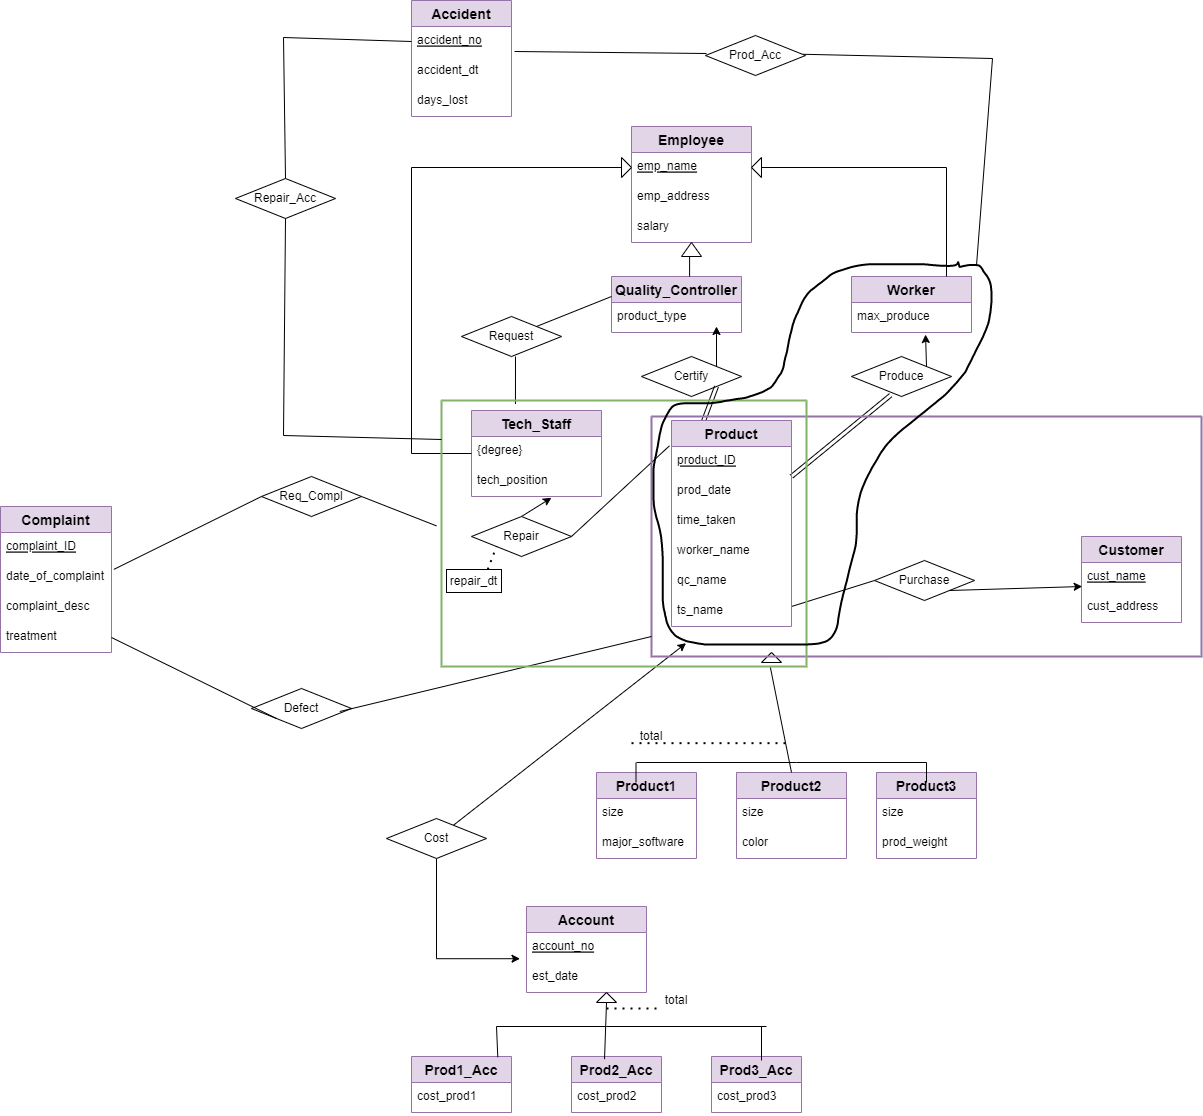 Accident
accident_no
accident_dt
days_lost
Prod_Acc
Employee
emp_name
emp_address
salary
Repair_Acc
Quality_Controller
product_type
Worker
max_produce
Request
Certify
Produce
Tech_Staff
{degree}
tech_position
Product
product_ID
prod_date
time_taken
worker_name
qc_name
ts_name
Req_Compl
Repair
repair_dt
Complaint
complaint_ID
date_of_complaint
complaint_desc
treatment
Customer
cust_name
cust_address
Purchase
Defect
total
Product1
size
major_software
Product2
size
color
Product3
size
prod_weight
Cost
Account
account_no
est_date
total
Prod1_Acc
cost_prod1
Prod2_Acc
cost_prod2
Prod3_Acc
cost_prod3